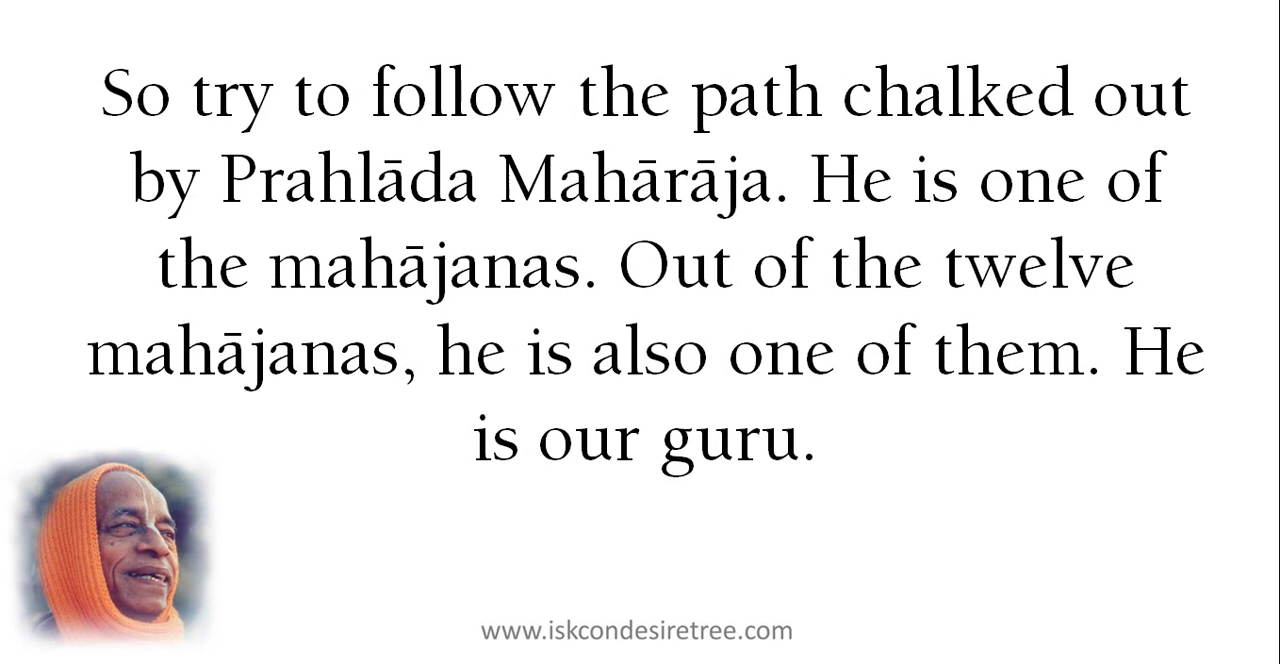 So try to follow the path chalked out
by Prahlāda Mahārāja. He is one of
the mahājanas. Out of the twelve
mahājanas, he is also one of them. He
is our guru.
www.iskcondesiretree.com